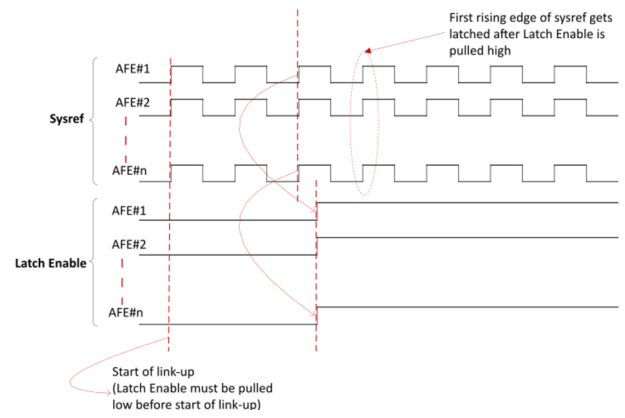 First rising edge of sysref gets
latched after Latch Enable is
pulled high
AFE#1
AFE#2
Sysref
AFE#n
AFE#1
AFE#2
Latch Enable
AFE#n
Start of link-up
(Latch Enable must be pulled
low before start of link-up)